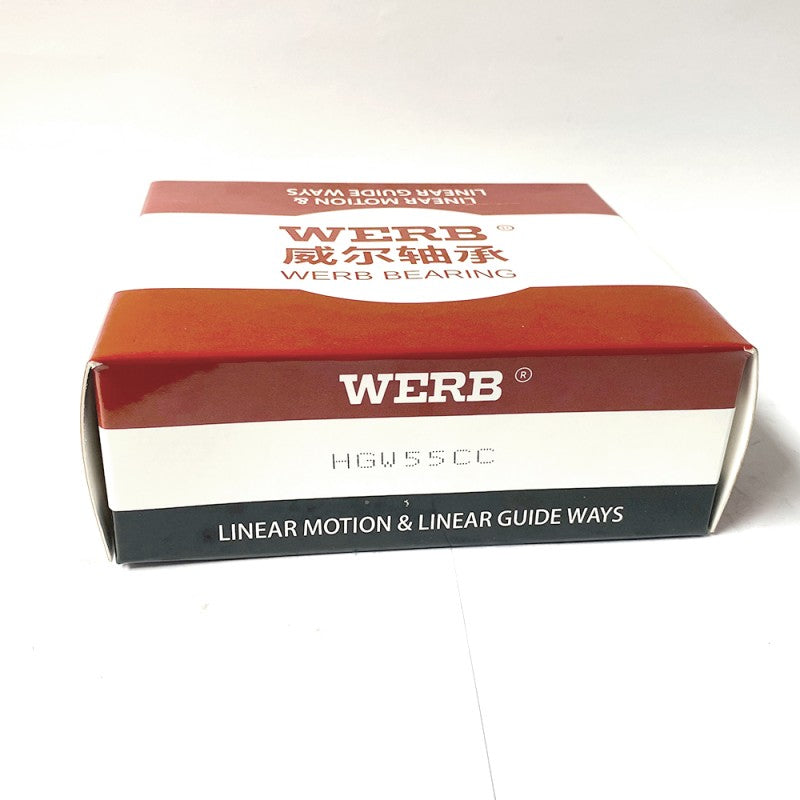 LINEAR MOTION &
LINEAR GUIDE WAYS
WERB®
威尔轴承
WERB BEARING
WERB®
HGW55CC
LINEAR MOTION & LINEAR GUIDE WAYS